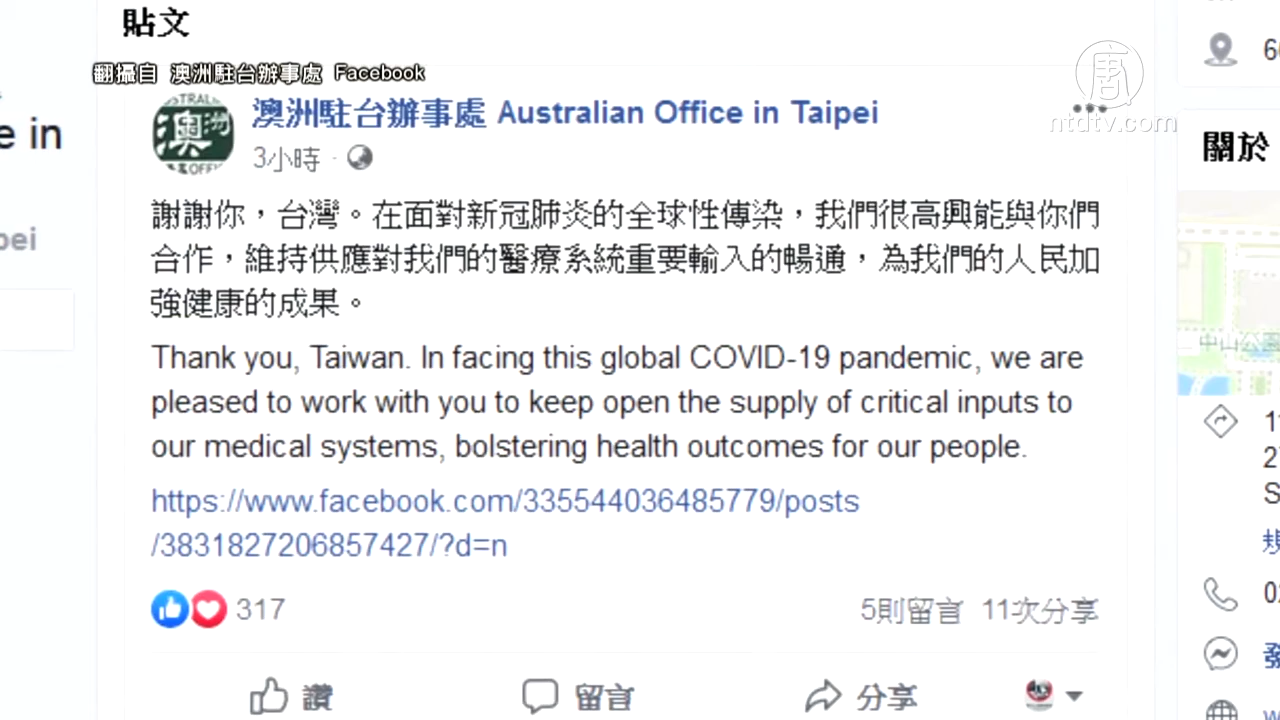 貼文
翻攝自 澳洲駐台辦事處 Facebook
唐
ntdtv.com
澳洲駐台辦事處 Australian Office in Taipei
3小時
e in
pei
謝謝你，台灣。在面對新冠肺炎的全球性傳染，我們很高興能與你們
合作，維持供應對我們的醫療系統重要輸入的暢通，為我們的人民加
強健康的成果。
Thank you, Taiwan. In facing this global COVID-19 pandemic, we are
pleased to work with you to keep open the supply of critical inputs to
our medical systems, bolstering health outcomes for our people.
https://www.facebook.com/335544036485779/posts
/3831827206857427/?d=n
317
5則留言 11次分享
讚 留言 分享
關於
中山公園